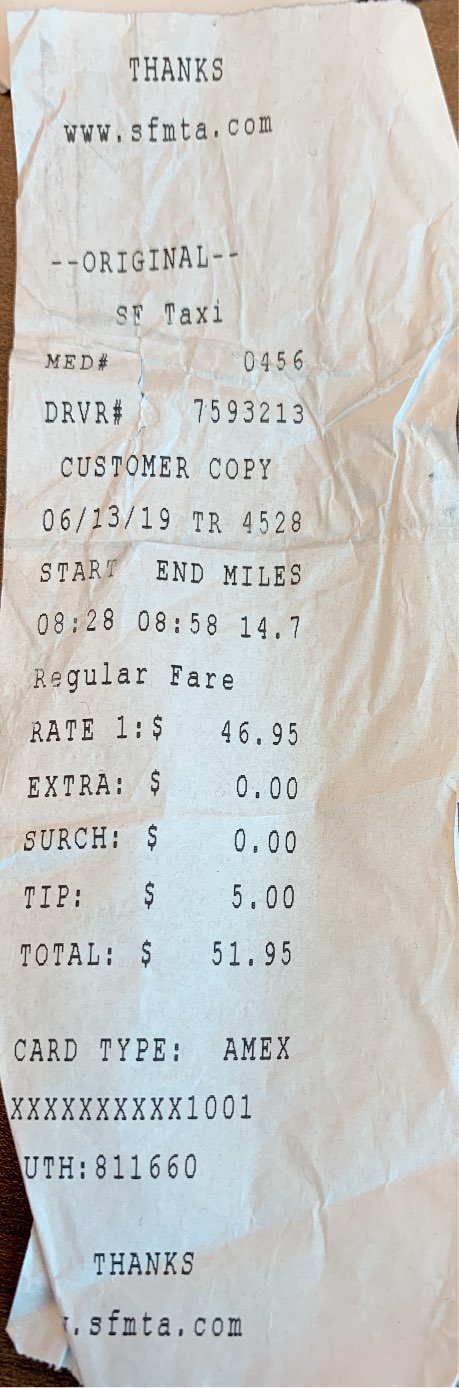 THANKS
www.sfmta.com
--ORIGINAL--
SF Taxi
MED# 0456
DRVR# 7593213
CUSTOMER COPY
06/13/19 TR 4528
START END MILES
08:28 08:58 14.7
Regular Fare
RATE 1:$ 46.95
EXTRA: $ 0.00
SURCH: $ 0.00
TIP: $ 5.00
TOTAL: $ 51.95
CARD TYPE: AMEX
XXXXXXXXXXX1001
UTH:811660
THANKS
.sfmta.com